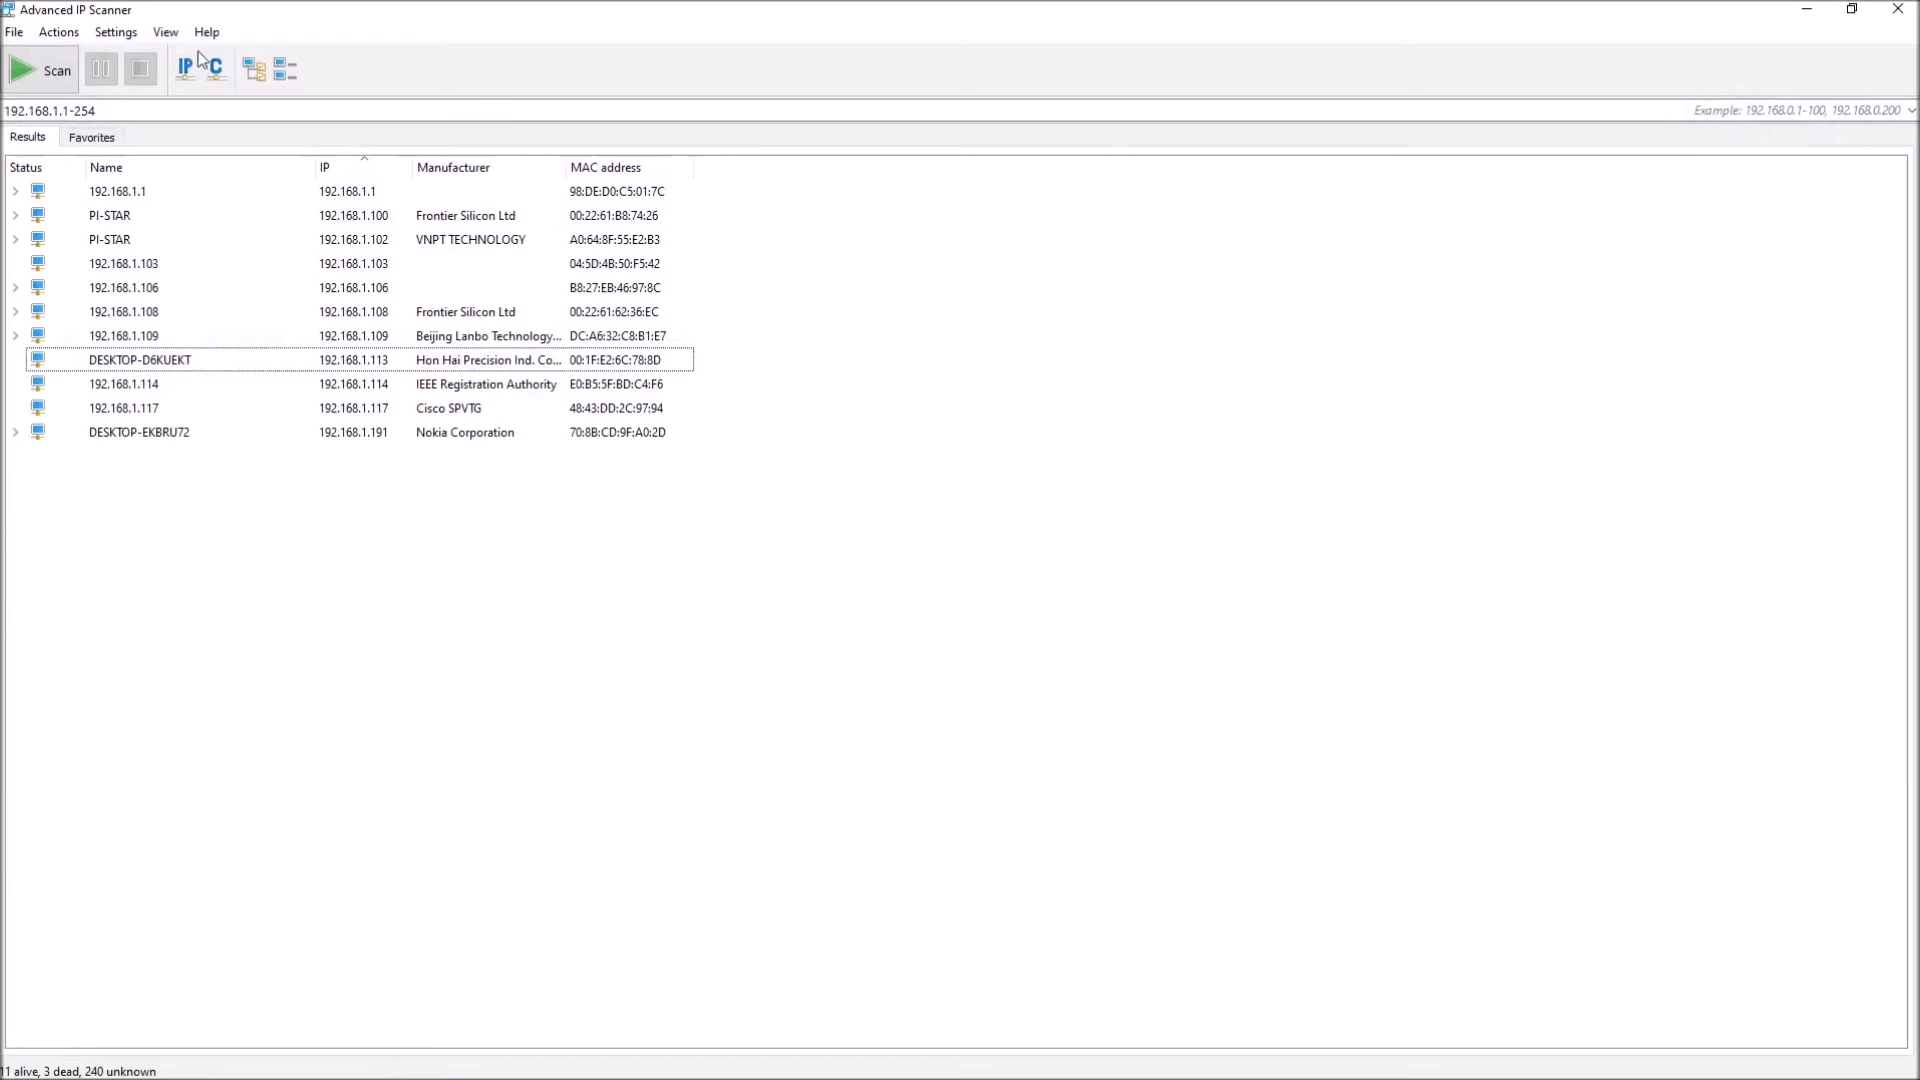 Advanced IP Scanner
File Actions Settings View Help
Scan IP C
192.168.1.1-254 Example: 192.168.0.1-100, 192.168.0.200
Results Favorites
Status Name IP Manufacturer MAC address
192.168.1.1 192.168.1.1 98:DE:D0:C5:01:7C
PI-STAR 192.168.1.100 Frontier Silicon Ltd 00:22:61:B8:74:26
PI-STAR 192.168.1.102 VNPT TECHNOLOGY A0:64:8F:55:E2:B3
192.168.1.103 192.168.1.103 04:5D:4B:50:F5:42
192.168.1.106 192.168.1.106 B8:27:EB:46:97:8C
192.168.1.108 192.168.1.108 Frontier Silicon Ltd 00:22:61:62:36:EC
192.168.1.109 192.168.1.109 Beijing Lanbo Technology... DC:A6:32:C8:B1:E7
DESKTOP-D6KUEKT 192.168.1.113 Hon Hai Precision Ind. Co... 00:1F:E2:6C:78:8D
192.168.1.114 192.168.1.114 IEEE Registration Authority E0:B5:5F:BD:C4:F6
192.168.1.117 192.168.1.117 Cisco SPVTG 48:43:DD:2C:97:94
DESKTOP-EKBRU72 192.168.1.191 Nokia Corporation 70:8B:CD:9F:A0:2D
11 alive, 3 dead, 240 unknown